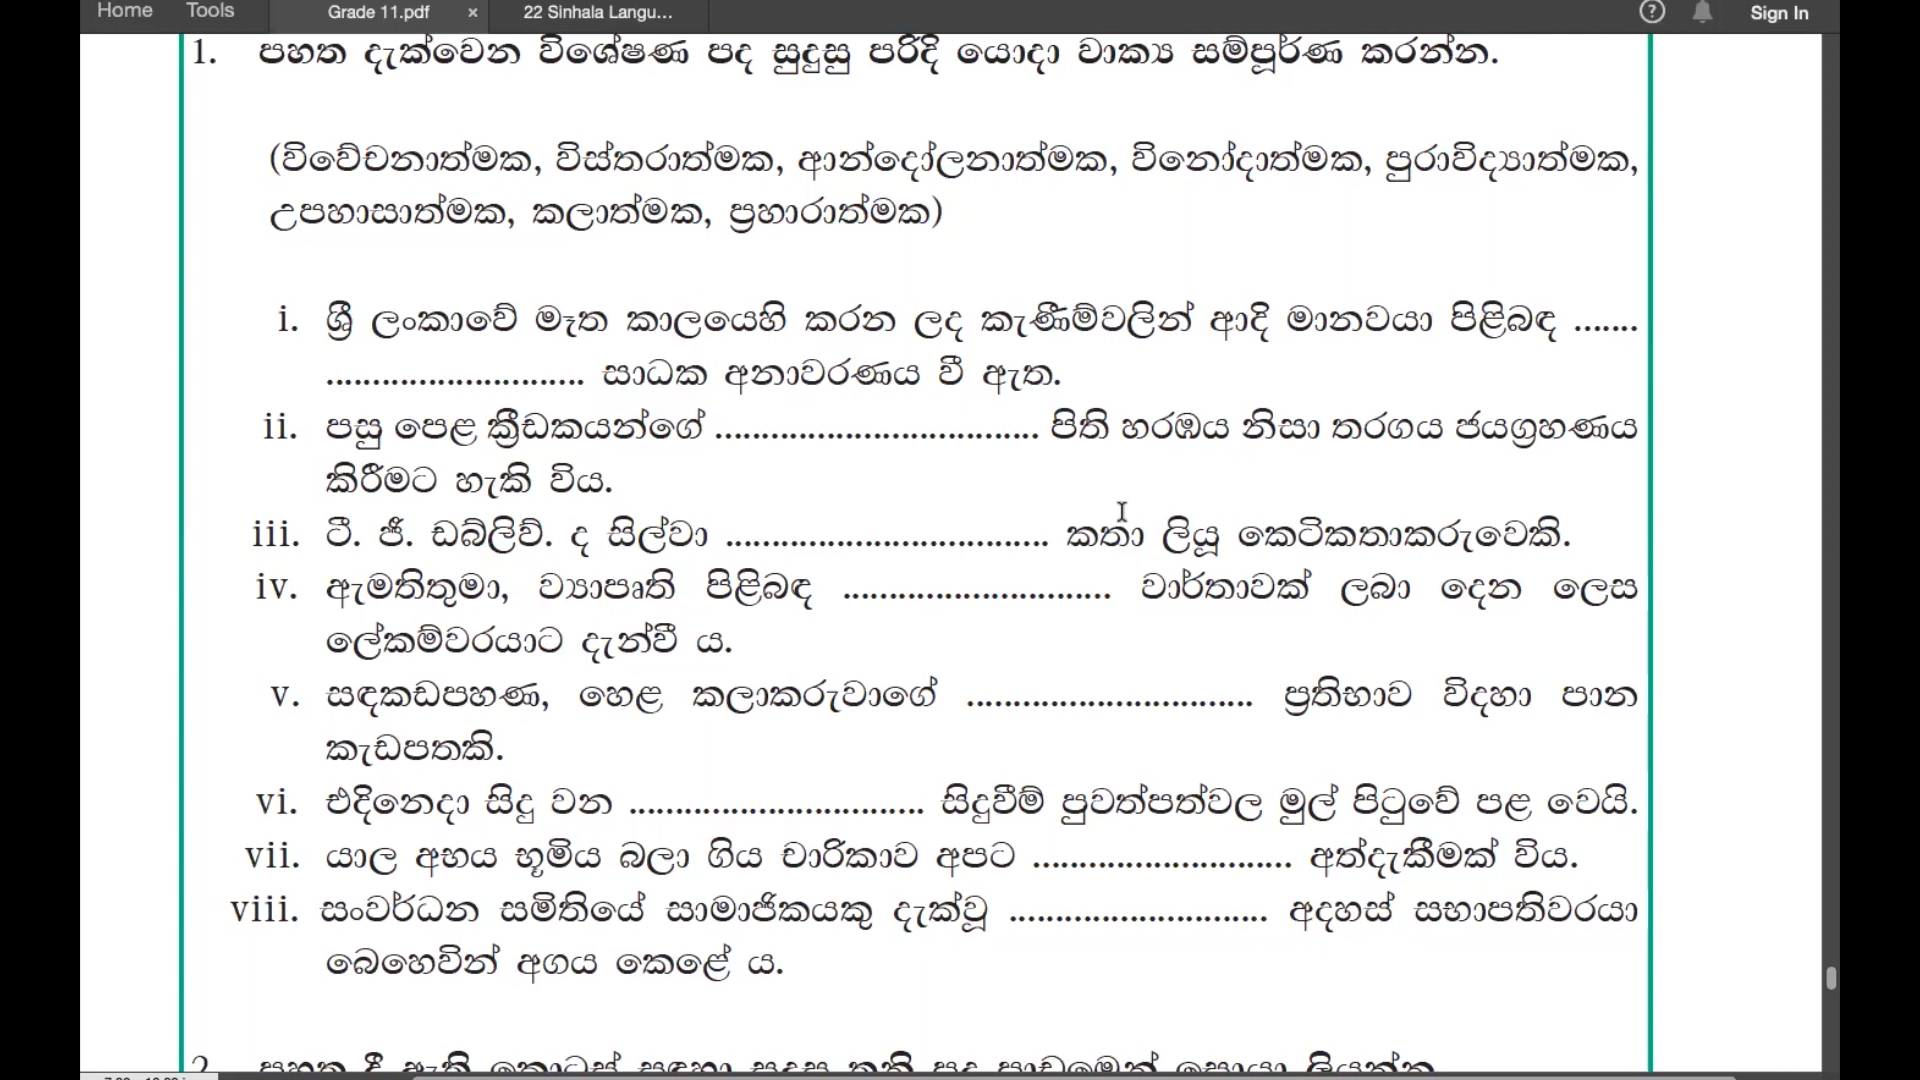 Home Tools Grade 11.pdf × 22 Sinhala Langu... ? Sign In
1. පහත දැක්වෙන විශේෂණ පද සුදුසු පරිදි යොදා වාක්‍ය සම්පූර්ණ කරන්න.
(විවේචනාත්මක, විස්තරාත්මක, ආන්දෝලනාත්මක, විනෝදාත්මක, පුරාවිද්‍යාත්මක,
උපහාසාත්මක, කලාත්මක, ප්‍රහාරාත්මක)
i. ශ්‍රී ලංකාවේ මෑත කාලයෙහි කරන ලද කැණීම්වලින් ආදි මානවයා පිළිබඳ .......
............................ සාධක අනාවරණය වී ඇත.
ii. පසු පෙළ ක්‍රීඩකයන්ගේ ................................... පිති හරඹය නිසා තරගය ජයග්‍රහණය
කිරීමට හැකි විය.
iii. ටී. ජී. ඩබ්ලිව්. ද සිල්වා ................................... කතා ලියූ කෙටිකතාකරුවෙකි.
iv. ඇමතිතුමා, ව්‍යාපෘති පිළිබඳ ............................. වාර්තාවක් ලබා දෙන ලෙස
ලේකම්වරයාට දැන්වී ය.
v. සඳකඩපහණ, හෙළ කලාකරුවාගේ ............................... ප්‍රතිභාව විදහා පාන
කැඩපතකි.
vi. එදිනෙදා සිදු වන ................................ සිදුවීම් පුවත්පත්වල මුල් පිටුවේ පළ වෙයි.
vii. යාල අභය භූමිය බලා ගිය චාරිකාව අපට ............................ අත්දැකීමක් විය.
viii. සංවර්ධන සමිතියේ සාමාජිකයකු දැක්වූ ............................ අදහස් සභාපතිවරයා
බෙහෙවින් අගය කෙළේ ය.